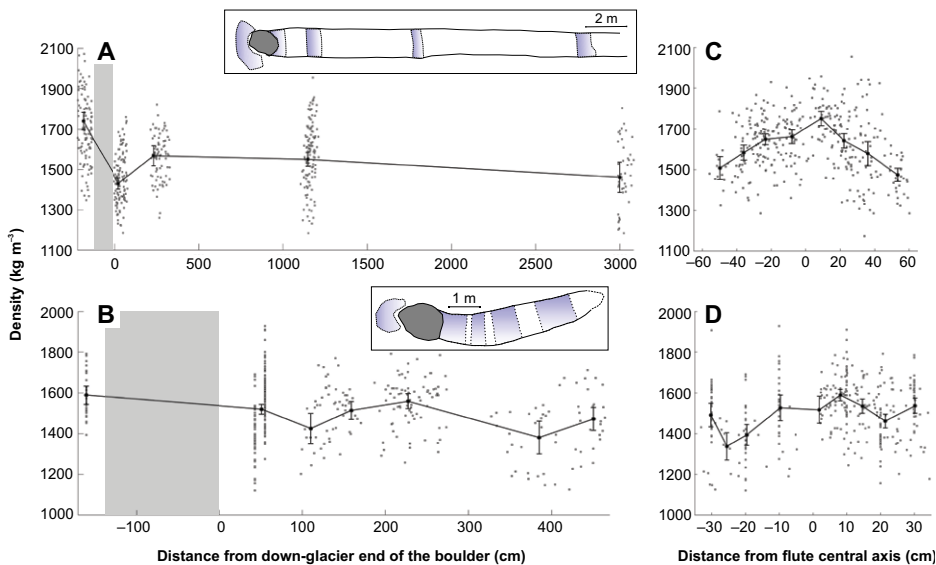 2 m
A
C
2100
1900
1700
1500
1300
1100
0 500 1000 1500 2000 2500 3000
2100
1900
1700
1500
1300
1100
–60 –40 –20 0 20 40 60
Density (kg m–3)
1 m
B
D
2000
1800
1600
1400
1200
1000
–100 0 100 200 300 400
2000
1800
1600
1400
1200
1000
–30 –20 –10 0 10 20 30
Distance from down-glacier end of the boulder (cm)
Distance from flute central axis (cm)